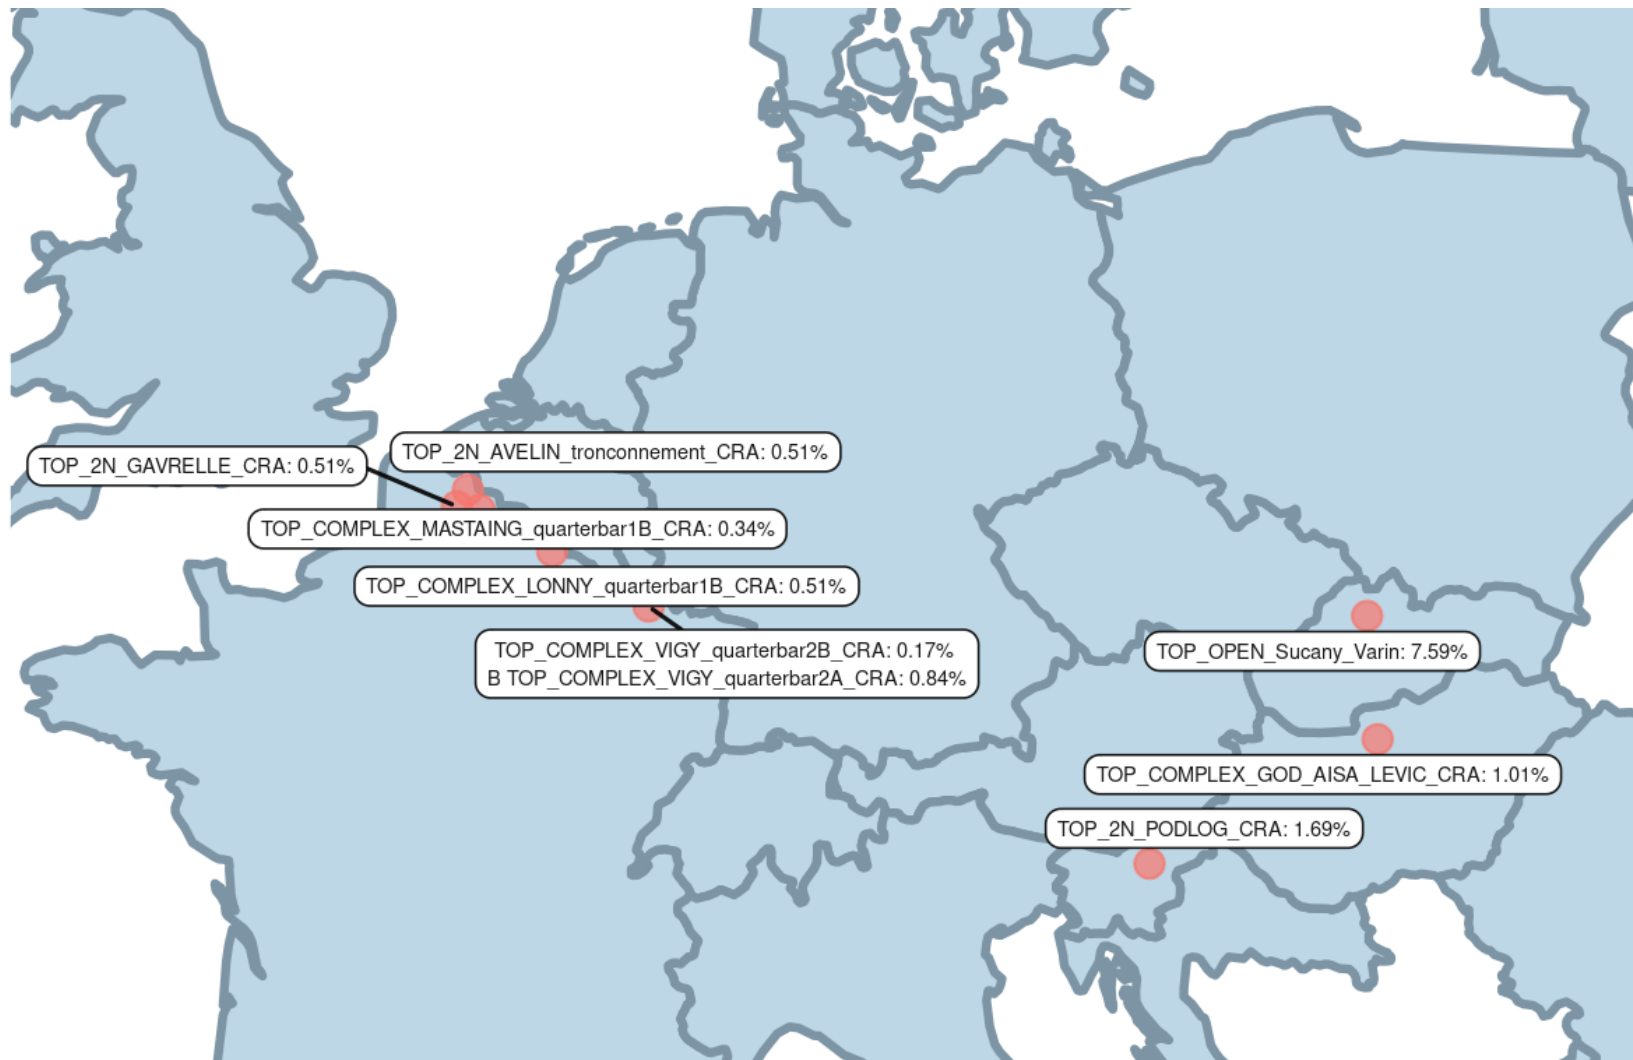 TOP_2N_AVELIN_tronconnement_CRA: 0.51%
TOP_2N_GAVRELLE_CRA: 0.51%
TOP_COMPLEX_MASTAING_quarterbar1B_CRA: 0.34%
TOP_COMPLEX_LONNY_quarterbar1B_CRA: 0.51%
TOP_COMPLEX_VIGY_quarterbar2B_CRA: 0.17%
B TOP_COMPLEX_VIGY_quarterbar2A_CRA: 0.84%
TOP_OPEN_Sucany_Varin: 7.59%
TOP_COMPLEX_GOD_AISA_LEVIC_CRA: 1.01%
TOP_2N_PODLOG_CRA: 1.69%